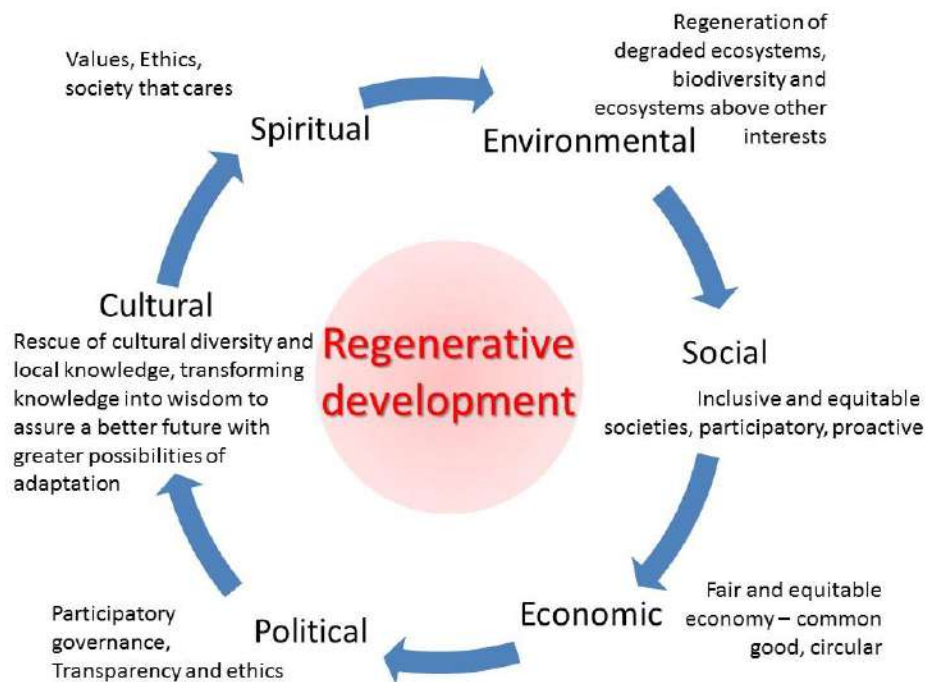 Values, Ethics,
society that cares
Spiritual
Regeneration of
degraded ecosystems,
biodiversity and
ecosystems above other
interests
Environmental
Social
Inclusive and equitable
societies, participatory, proactive
Economic
Fair and equitable
economy – common
good, circular
Political
Participatory
governance,
Transparency and ethics
Cultural
Rescue of cultural diversity and
local knowledge, transforming
knowledge into wisdom to
assure a better future with
greater possibilities of
adaptation
Regenerative
development